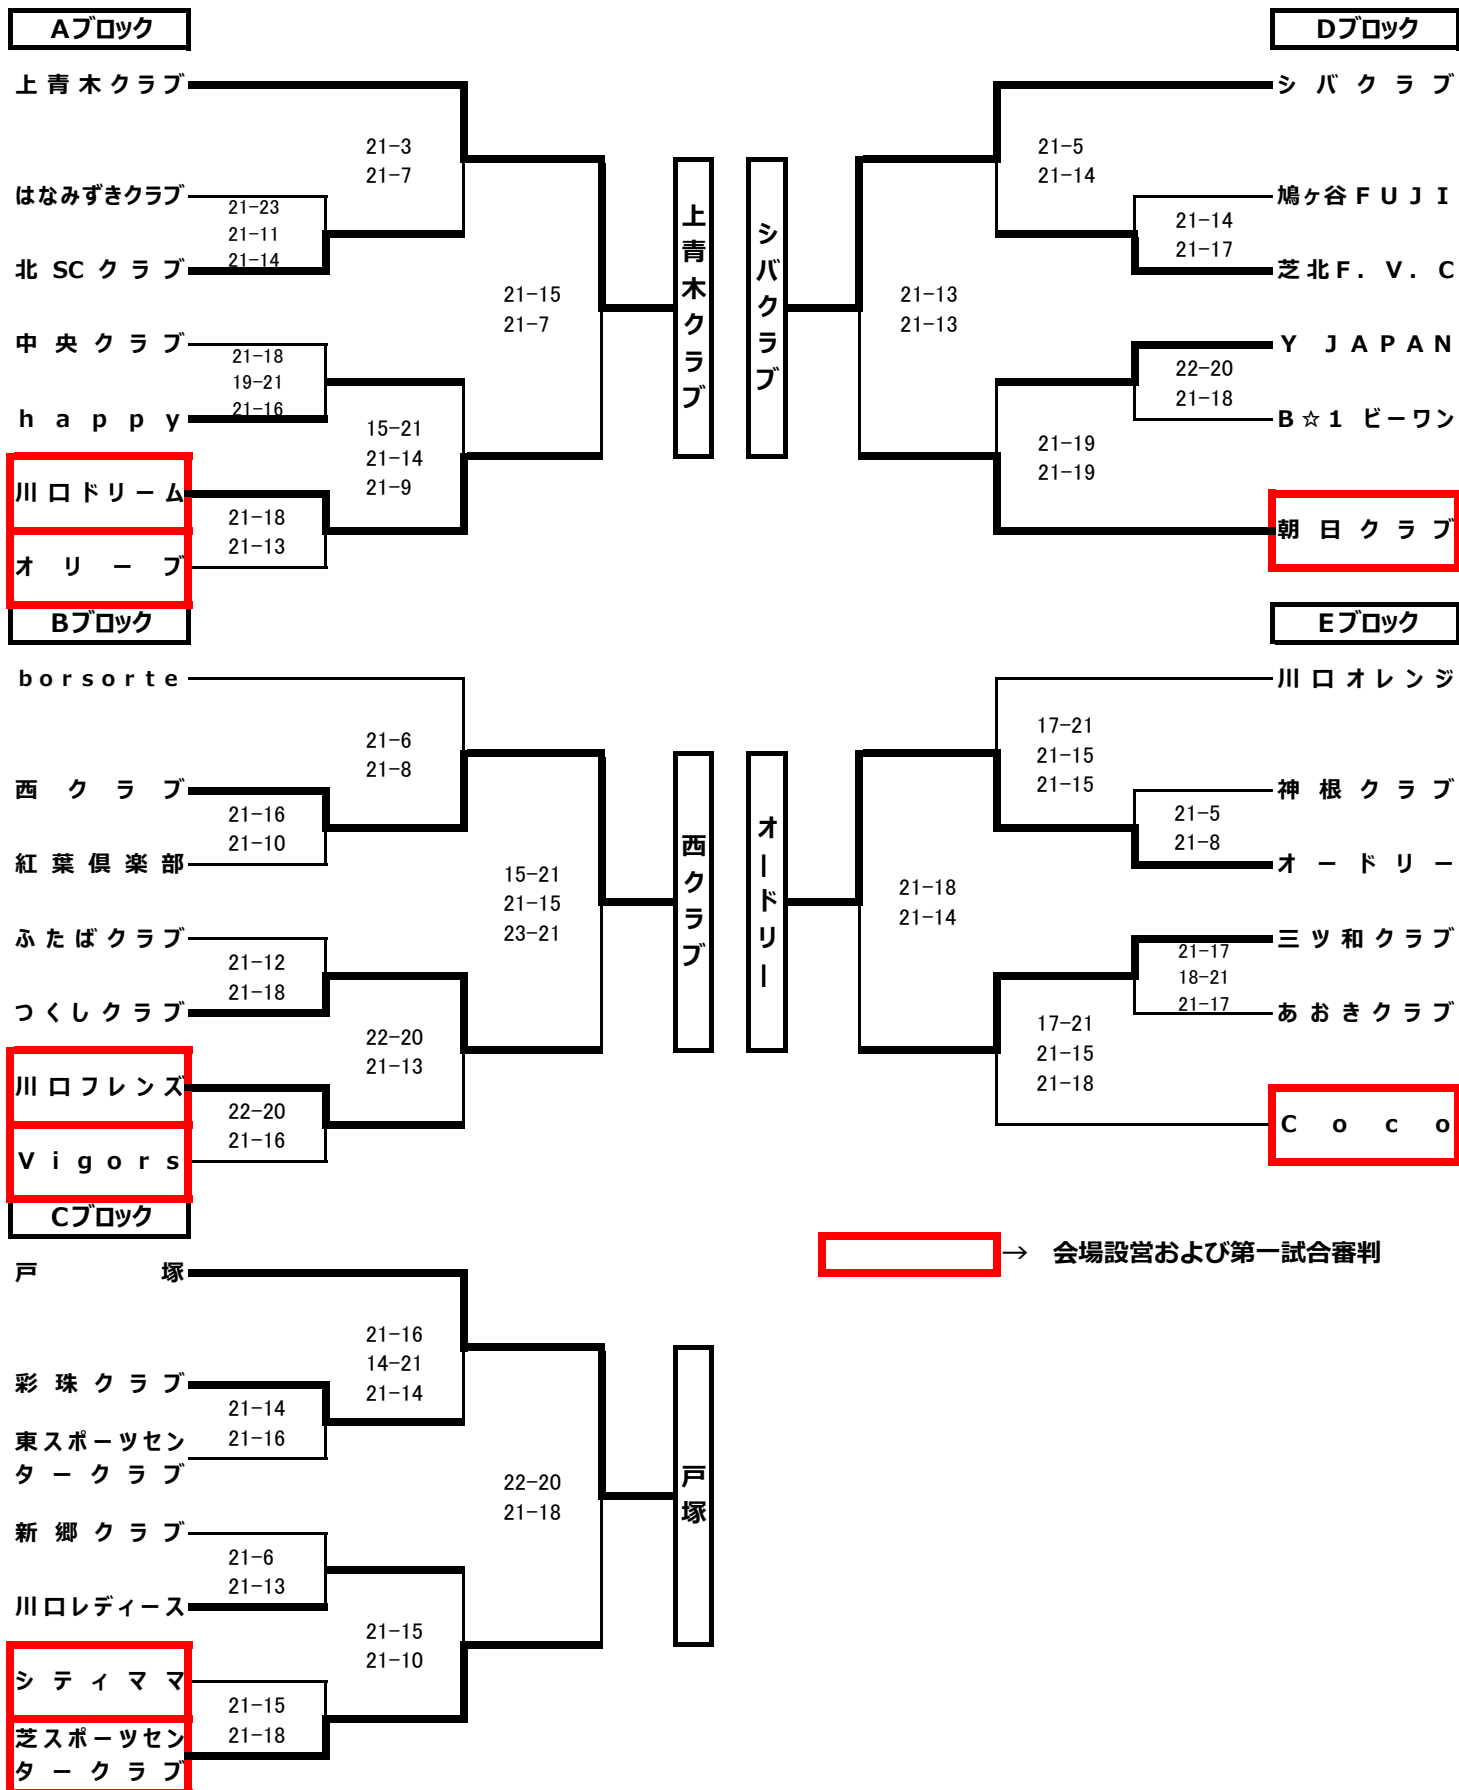 Aブロック
上青木クラブ
21-3
21-7
はなみずきクラブ
21-23
21-11
21-14
北SCクラブ
21-15
21-7
中央クラブ
21-18
19-21
21-16
happy
15-21
21-14
21-9
川口ドリーム
21-18
21-13
オリーブ
上青木クラブ
Dブロック
シバクラブ
21-5
21-14
鳩ヶ谷FUJI
21-14
21-17
芝北F.V.C
21-13
21-13
Y JAPAN
22-20
21-18
B☆1 ビーワン
21-19
21-19
朝日クラブ
シバクラブ
Bブロック
borsorte
21-6
21-8
西クラブ
21-16
21-10
紅葉倶楽部
15-21
21-15
23-21
ふたばクラブ
21-12
21-18
つくしクラブ
22-20
21-13
川口フレンズ
22-20
21-16
Vigors
西クラブ
Eブロック
川口オレンジ
17-21
21-15
21-15
神根クラブ
21-5
21-8
オードリー
21-18
21-14
三ツ和クラブ
21-17
18-21
21-17
あおきクラブ
17-21
21-15
21-18
Coco
オードリー
Cブロック
戸塚
21-16
14-21
21-14
彩珠クラブ
21-14
21-16
東スポーツセン
タークラブ
22-20
21-18
新郷クラブ
21-6
21-13
川口レディース
21-15
21-10
シティママ
21-15
21-18
芝スポーツセン
タークラブ
戸塚
→ 会場設営および第一試合審判